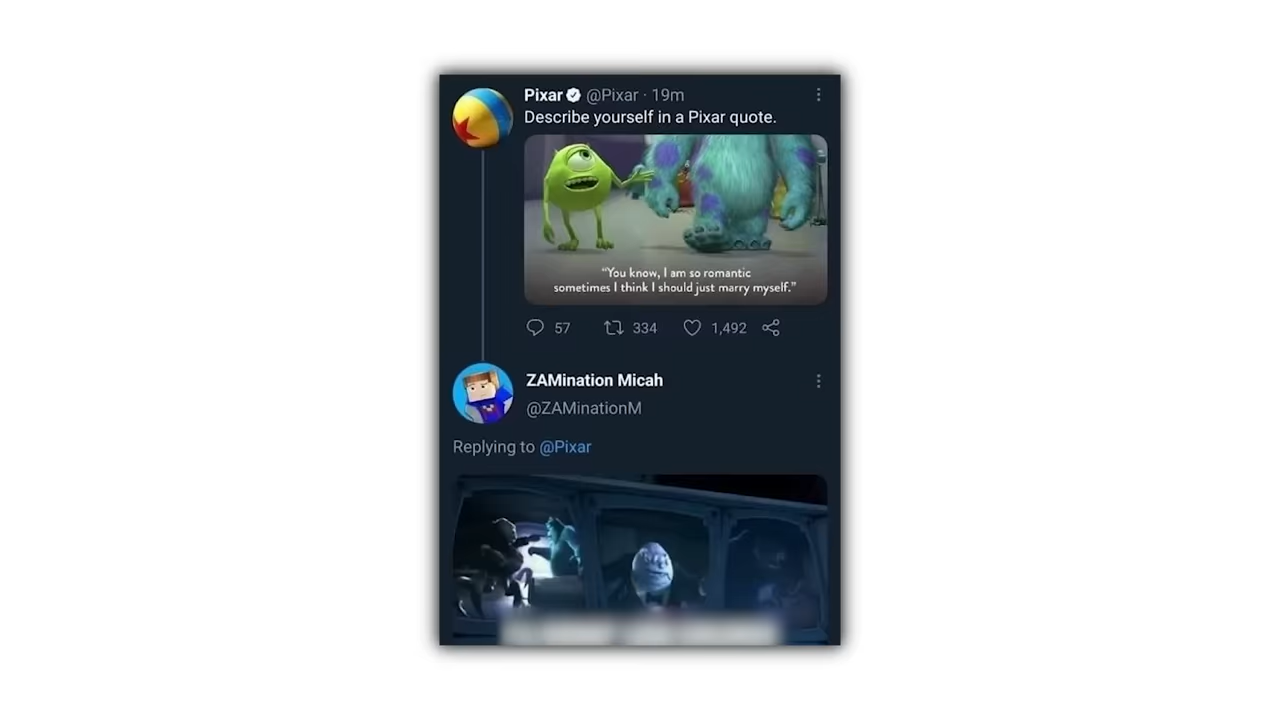 Pixar @Pixar · 19m
Describe yourself in a Pixar quote.
“You know, I am so romantic
sometimes I think I should just marry myself.”
57 334 1,492
ZAMination Micah
@ZAMinationM
Replying to @Pixar